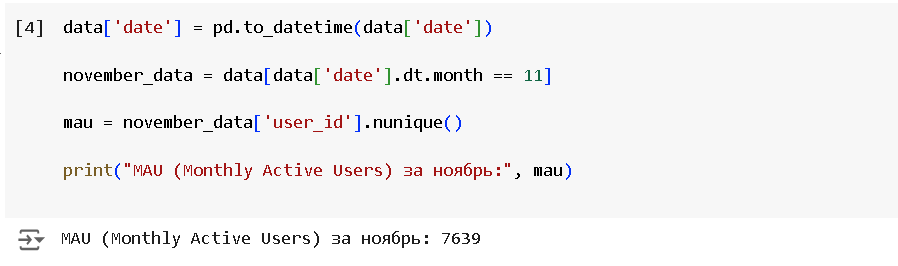 [4] data['date'] = pd.to_datetime(data['date'])
november_data = data[data['date'].dt.month == 11]
mau = november_data['user_id'].nunique()
print("MAU (Monthly Active Users) за ноябрь:", mau)
MAU (Monthly Active Users) за ноябрь: 7639